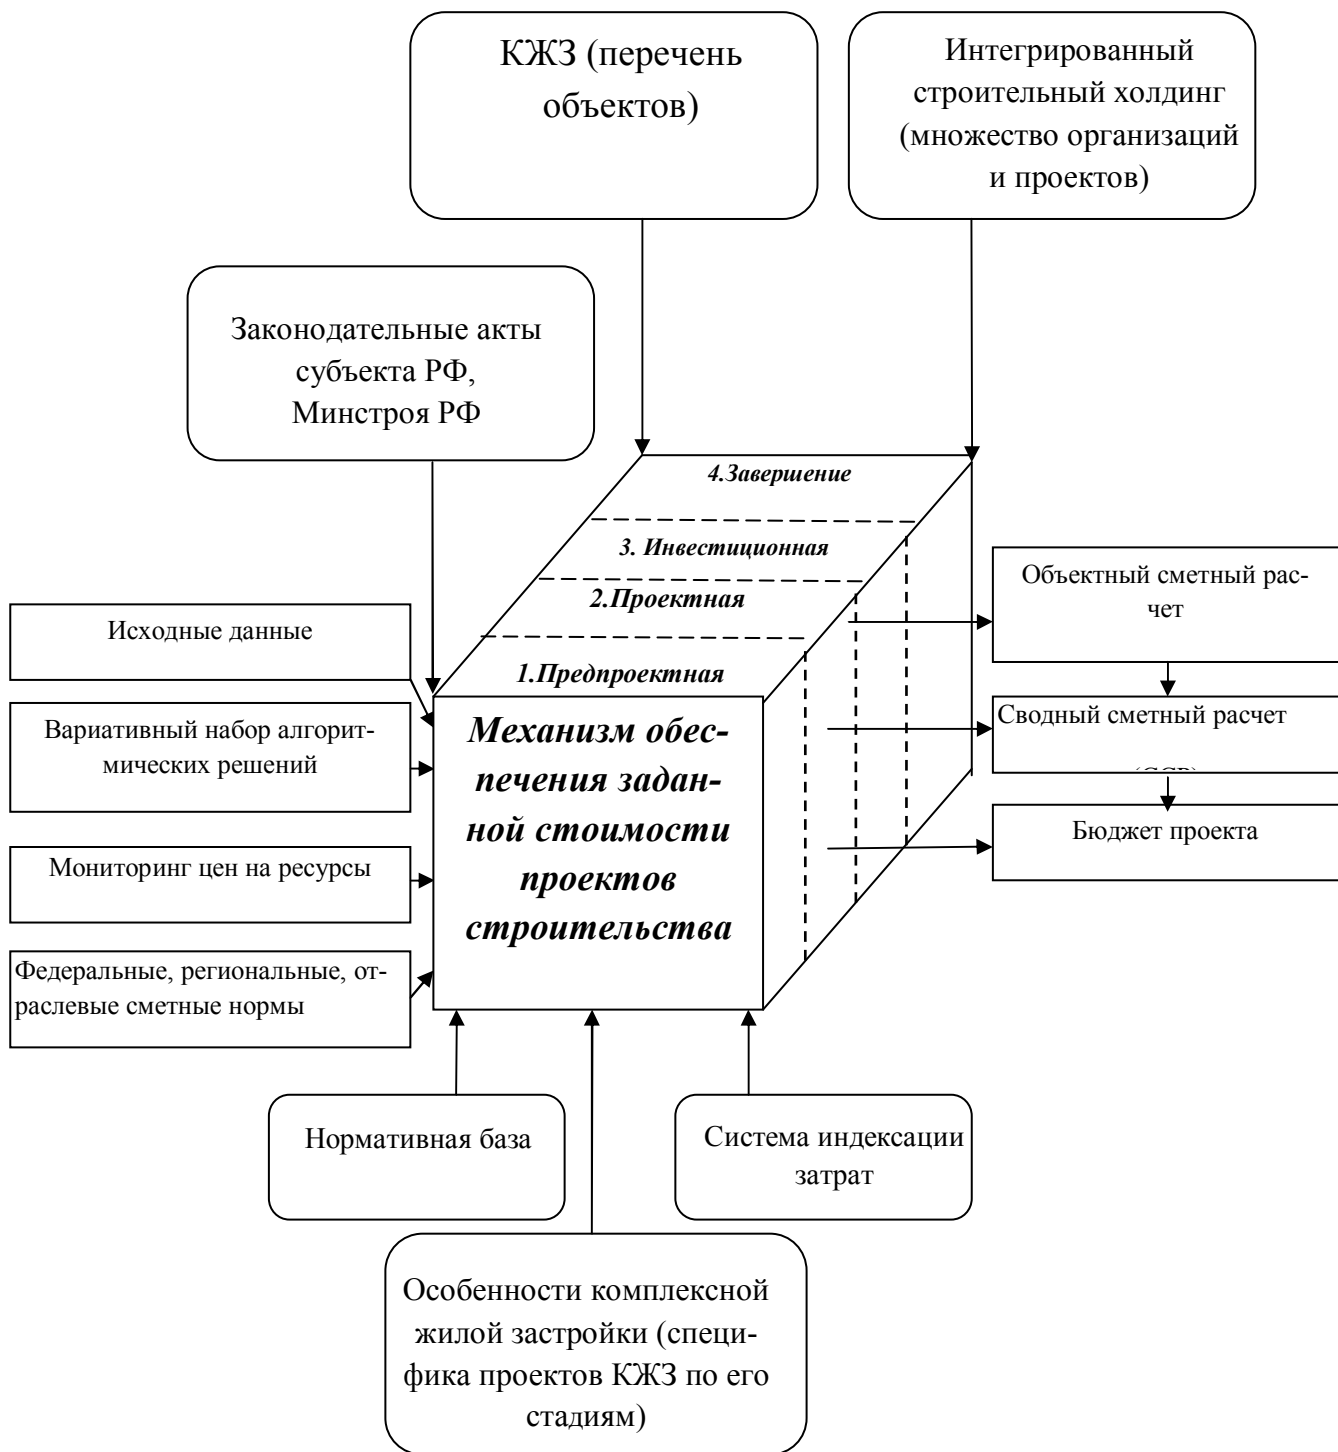 КЖЗ (перечень
объектов)
Интегрированный
строительный холдинг
(множество организаций
и проектов)
Законодательные акты
субъекта РФ,
Минстроя РФ
4.Завершение
3. Инвестиционная
2.Проектная
1.Предпроектная
Исходные данные
Вариативный набор алгорит-
мических решений
Мониторинг цен на ресурсы
Федеральные, региональные, от-
раслевые сметные нормы
Механизм обес-
печения задан-
ной стоимости
проектов
строительства
Объектный сметный рас-
чет
Сводный сметный расчет
Бюджет проекта
Нормативная база
Система индексации
затрат
Особенности комплексной
жилой застройки (специ-
фика проектов КЖЗ по его
стадиям)